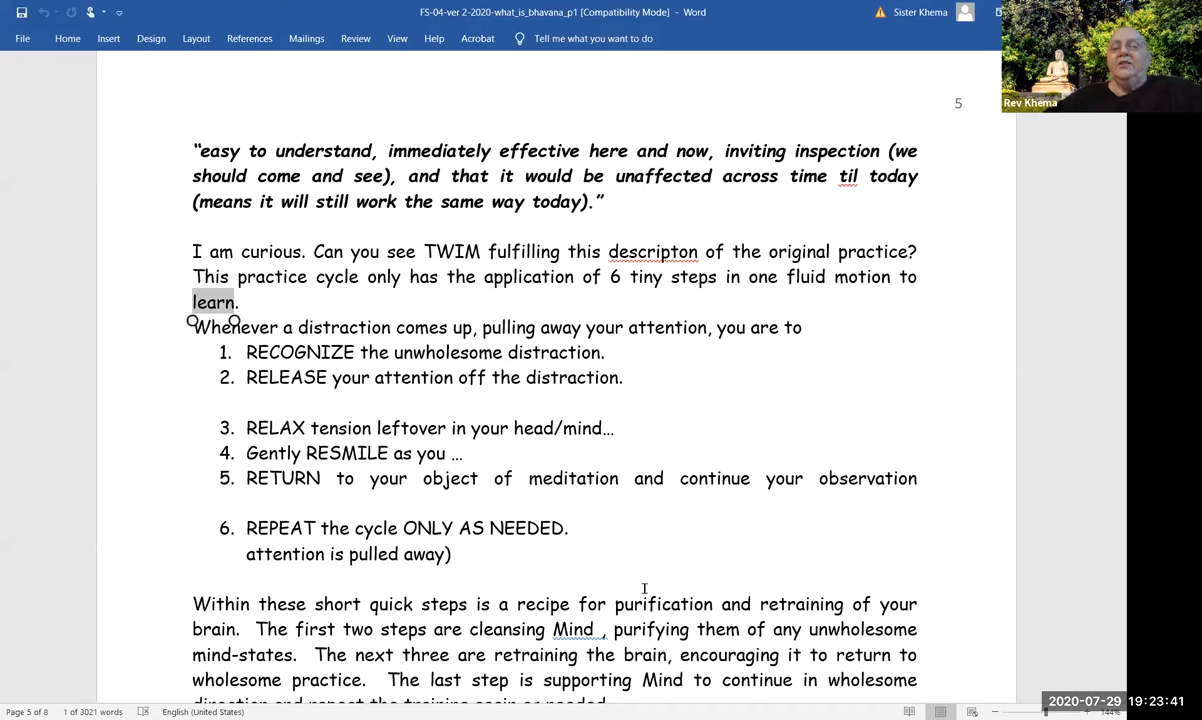 FS-04-ver 2-2020-what_is_bhavana_p1 [Compatibility Mode] - Word
Sister Khema
File Home Insert Design Layout References Mailings Review View Help Acrobat Tell me what you want to do
Rev Khema
5
“easy to understand, immediately effective here and now, inviting inspection (we
should come and see), and that it would be unaffected across time til today
(means it will still work the same way today).”
I am curious. Can you see TWIM fulfilling this descripton of the original practice?
This practice cycle only has the application of 6 tiny steps in one fluid motion to
learn.
Whenever a distraction comes up, pulling away your attention, you are to
1. RECOGNIZE the unwholesome distraction.
2. RELEASE your attention off the distraction.
3. RELAX tension leftover in your head/mind…
4. Gently RESMILE as you …
5. RETURN to your object of meditation and continue your observation
6. REPEAT the cycle ONLY AS NEEDED.
attention is pulled away)
Within these short quick steps is a recipe for purification and retraining of your
brain. The first two steps are cleansing Mind , purifying them of any unwholesome
mind-states. The next three are retraining the brain, encouraging it to return to
wholesome practice. The last step is supporting Mind to continue in wholesome
direction and repeat the training again as needed.
Page 5 of 8 1 of 3021 words English (United States) 144%
2020-07-29 19:23:41